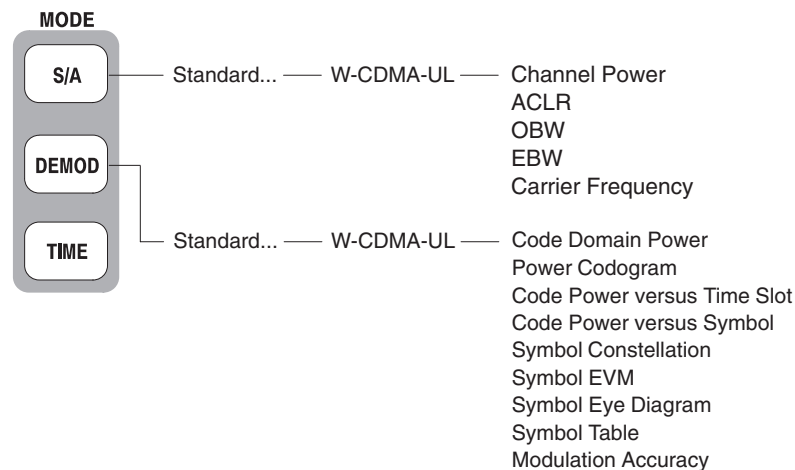 MODE
S/A Standard... W-CDMA-UL Channel Power
ACLR
OBW
EBW
Carrier Frequency
DEMOD
TIME Standard... W-CDMA-UL Code Domain Power
Power Codogram
Code Power versus Time Slot
Code Power versus Symbol
Symbol Constellation
Symbol EVM
Symbol Eye Diagram
Symbol Table
Modulation Accuracy